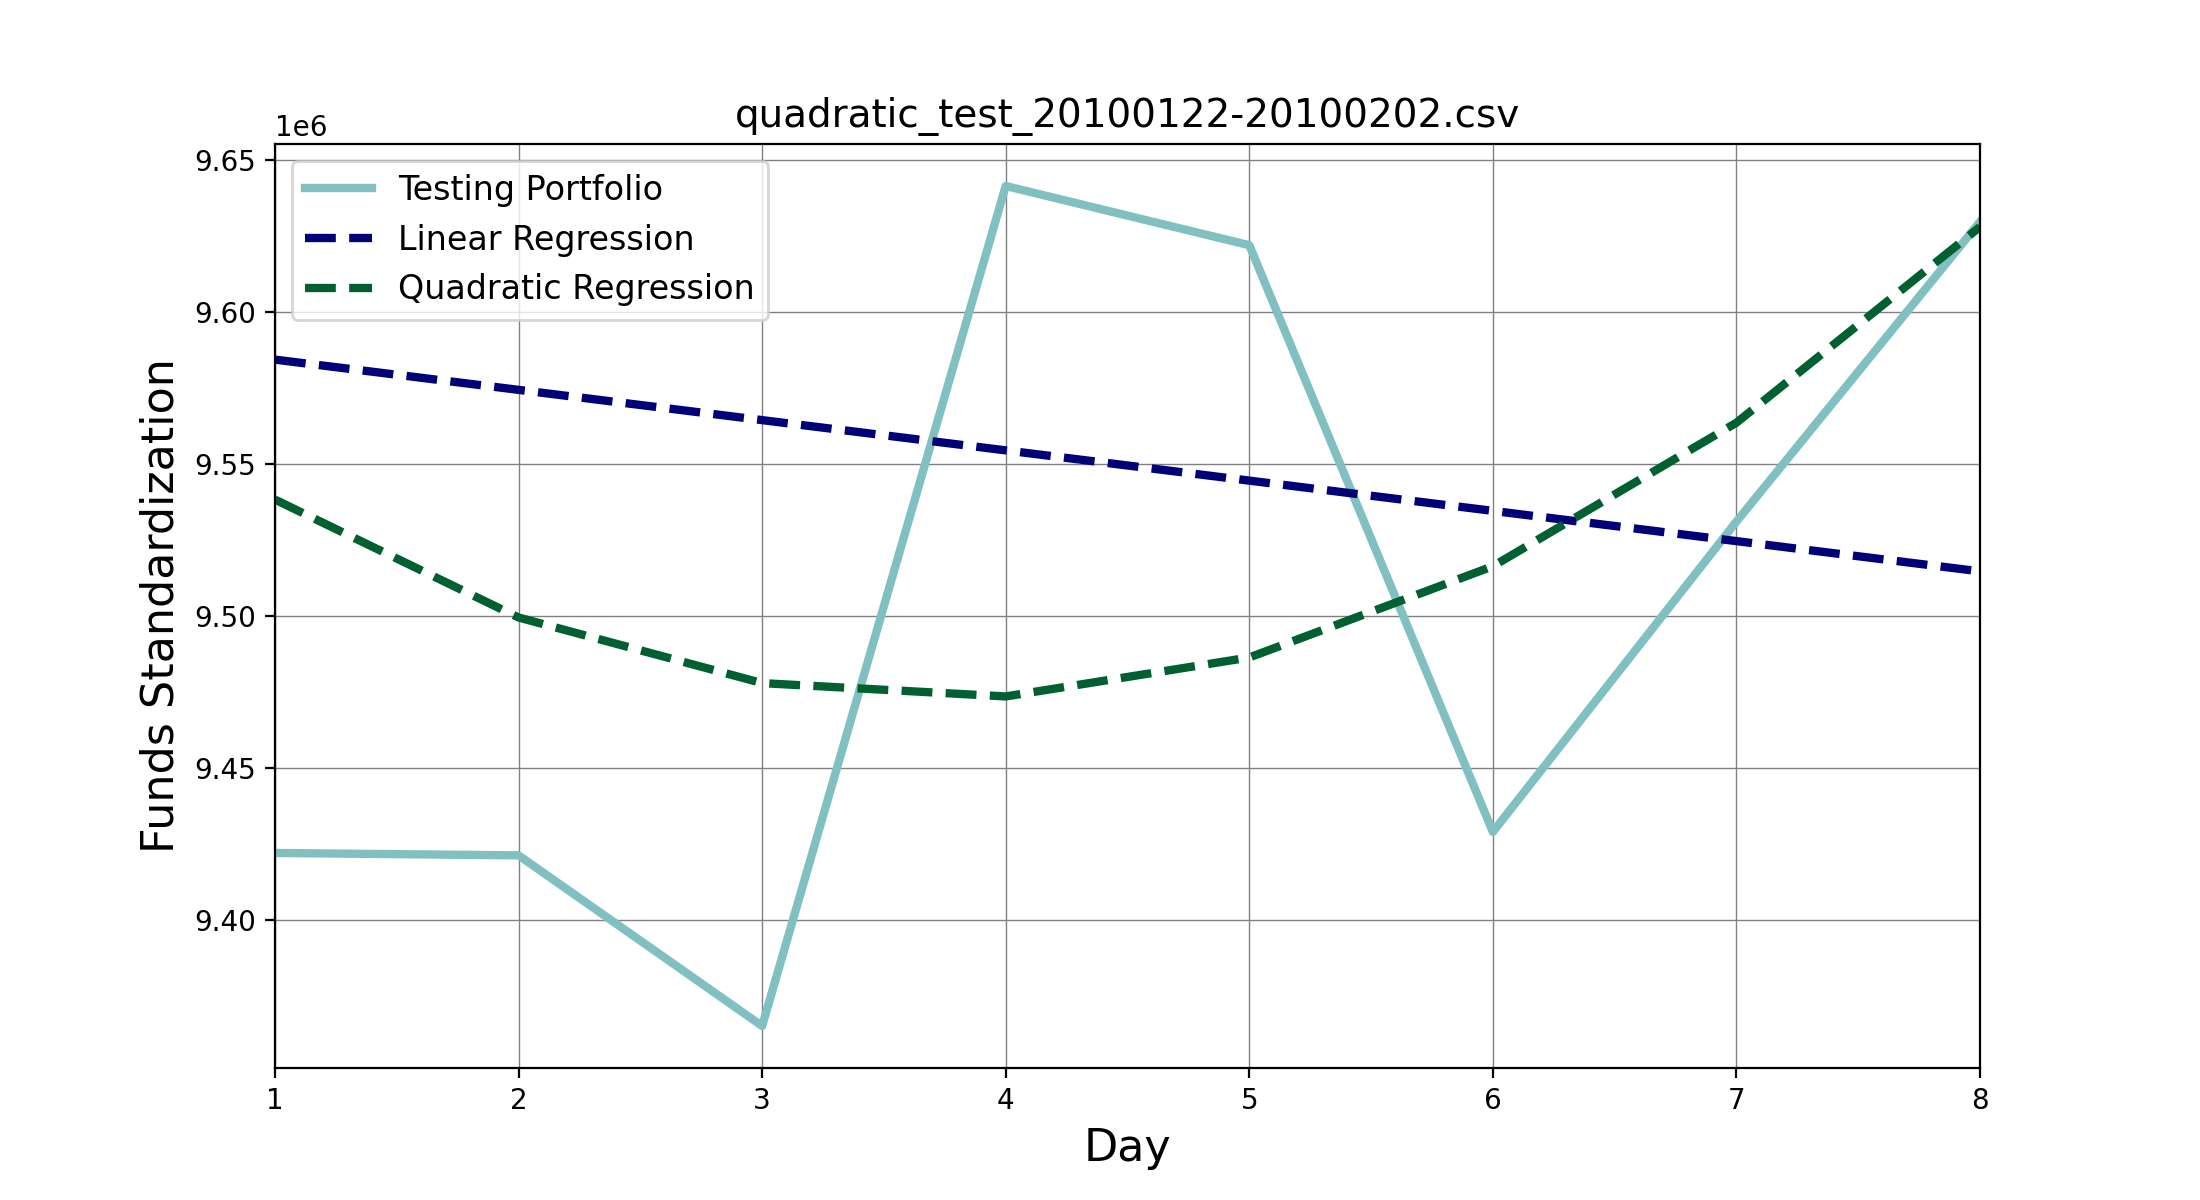 quadratic_test_20100122-20100202.csv
1e6
Testing Portfolio
Linear Regression
Quadratic Regression
Funds Standardization
9.65
9.60
9.55
9.50
9.45
9.40
1 2 3 4 5 6 7 8
Day